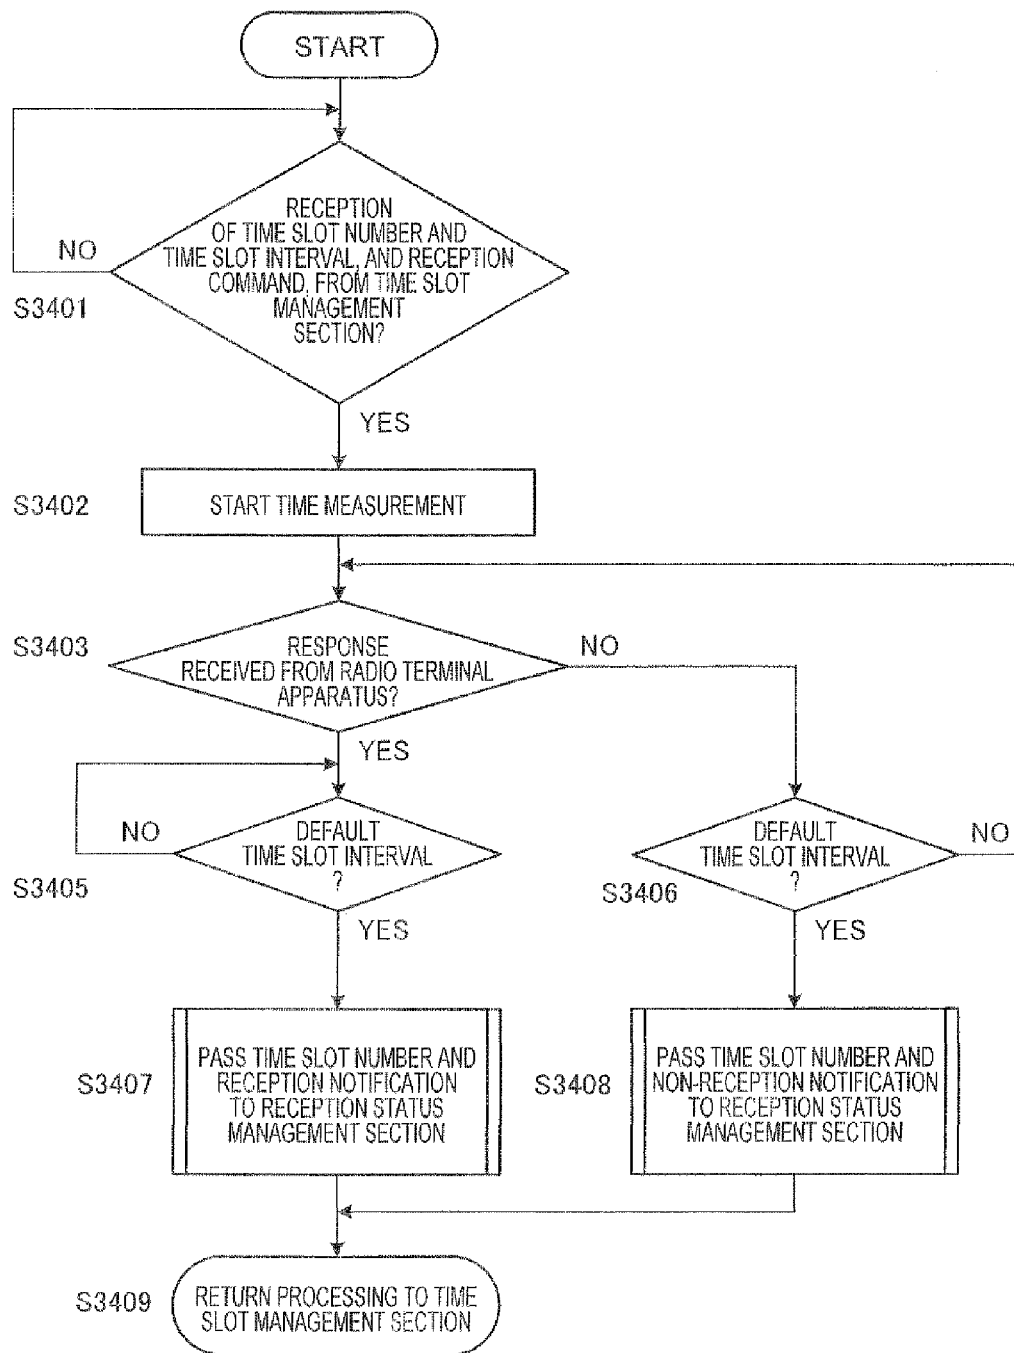 START
RECEPTION
OF TIME SLOT NUMBER AND
TIME SLOT INTERVAL, AND RECEPTION
COMMAND, FROM TIME SLOT
MANAGEMENT
SECTION?
NO
S3401
YES
S3402
START TIME MEASUREMENT
S3403
RESPONSE
RECEIVED FROM RADIO TERMINAL
APPARATUS?
NO
YES
NO
DEFAULT
TIME SLOT INTERVAL
?
S3405
YES
DEFAULT
TIME SLOT INTERVAL
?
NO
S3406
YES
S3407
PASS TIME SLOT NUMBER AND
RECEPTION NOTIFICATION
TO RECEPTION STATUS
MANAGEMENT SECTION
S3408
PASS TIME SLOT NUMBER AND
NON-RECEPTION NOTIFICATION
TO RECEPTION STATUS
MANAGEMENT SECTION
S3409
RETURN PROCESSING TO TIME
SLOT MANAGEMENT SECTION